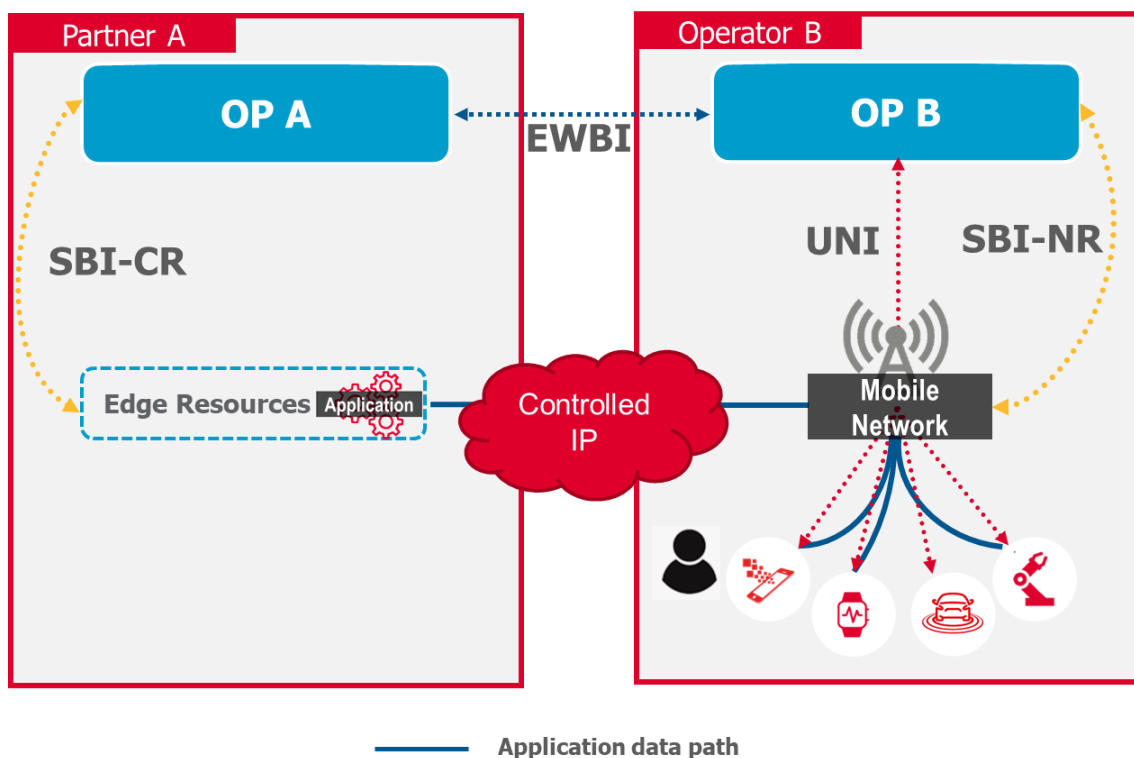 Partner A
Operator B
OP A
OP B
EWBI
SBI-CR
UNI
SBI-NR
Edge Resources
Application
Controlled
IP
Mobile
Network
Application data path